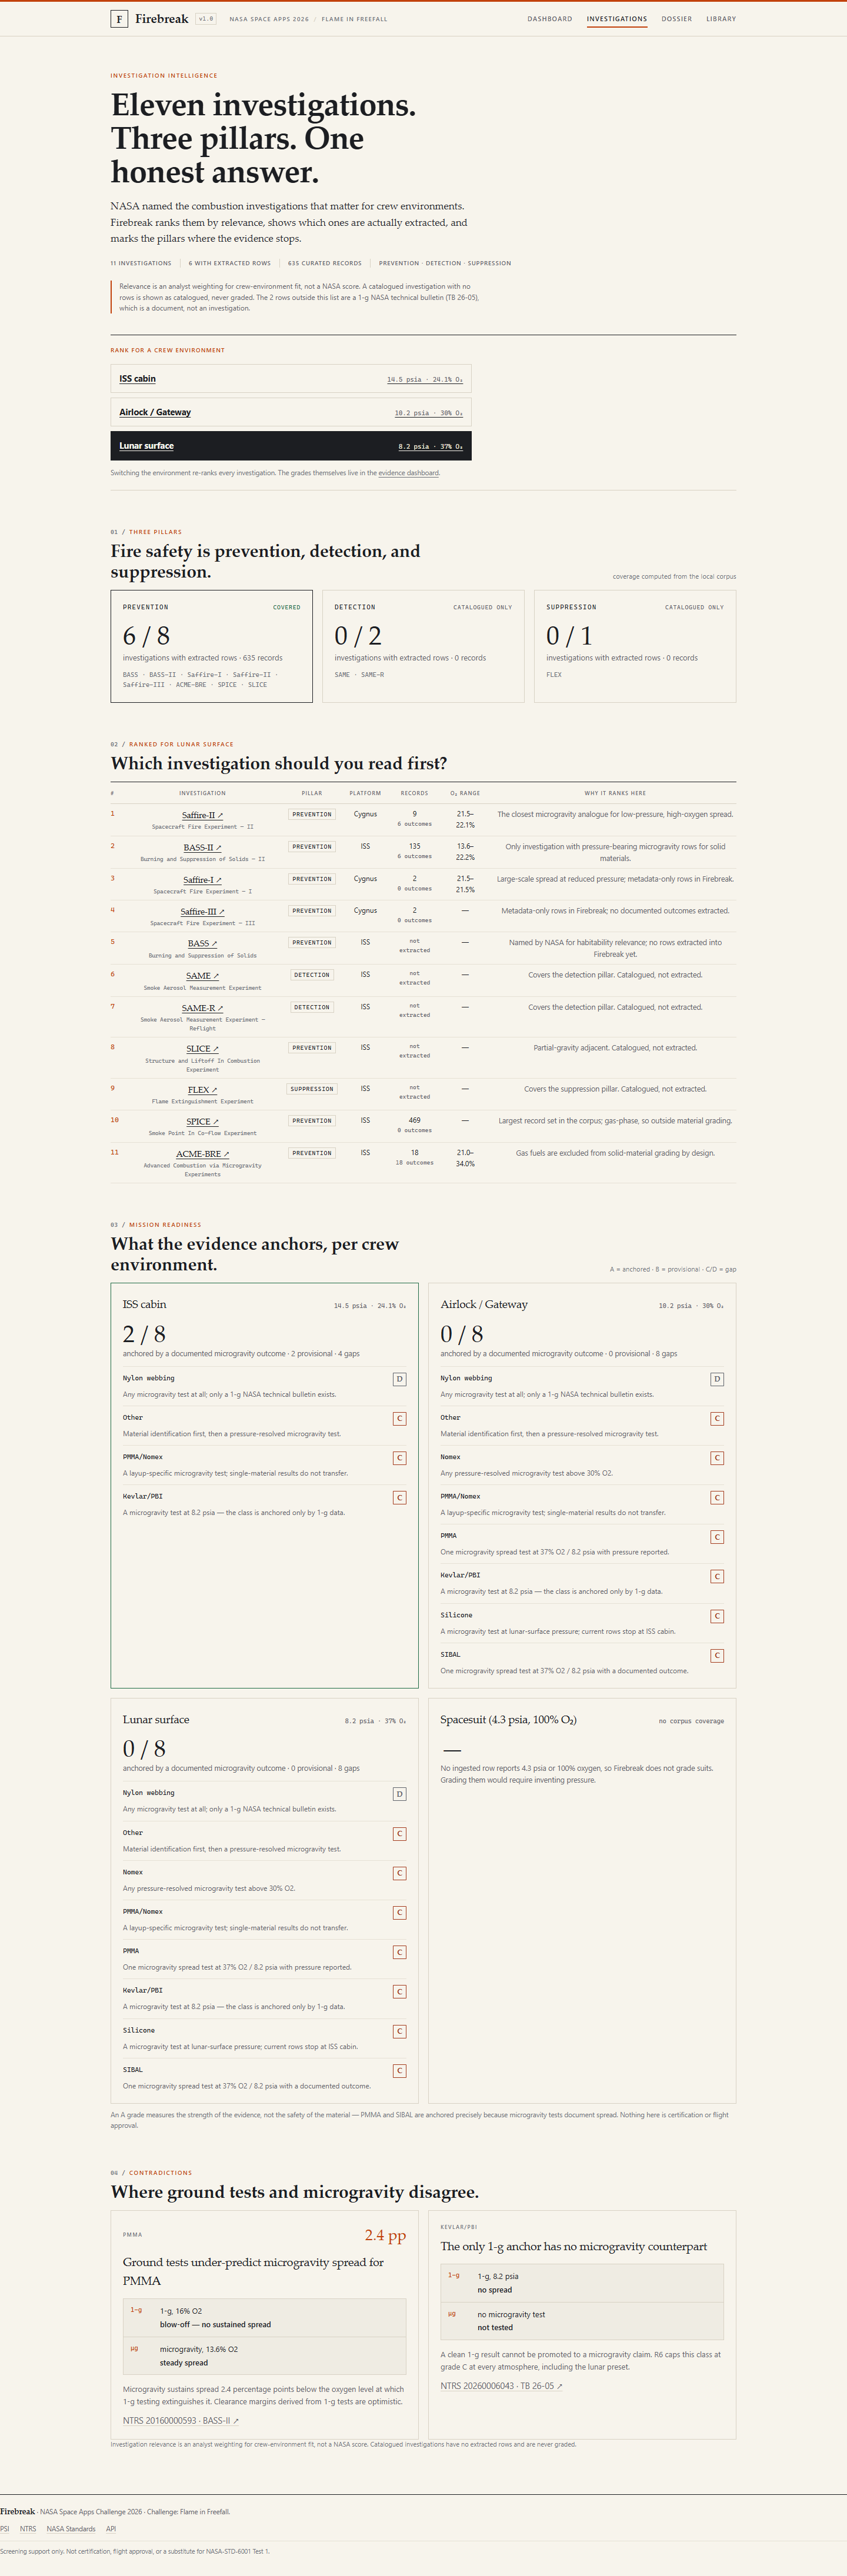 F Firebreak v1.0 NASA SPACE APPS 2026 / FLAME IN FREEFALL DASHBOARD INVESTIGATIONS DOSSIER LIBRARY
INVESTIGATION INTELLIGENCE
Eleven investigations.
Three pillars. One
honest answer.
NASA named the combustion investigations that matter for crew environments.
Firebreak ranks them by relevance, shows which ones are actually extracted, and
marks the pillars where the evidence stops.
11 INVESTIGATIONS 6 WITH EXTRACTED ROWS 635 CURATED RECORDS PREVENTION · DETECTION · SUPPRESSION
Relevance is an analyst weighting for crew-environment fit, not a NASA score. A catalogued investigation with no
rows is shown as catalogued, never graded. The 2 rows outside this list are a 1-g NASA technical bulletin (TB 26-05),
which is a document, not an investigation.
RANK FOR A CREW ENVIRONMENT
ISS cabin 14.5 psia · 24.1% O₂
Airlock / Gateway 10.2 psia · 30% O₂
Lunar surface 8.2 psia · 37% O₂
Switching the environment re-ranks every investigation. The grades themselves live in the evidence dashboard.
01 / THREE PILLARS
Fire safety is prevention, detection, and
suppression.
coverage computed from the local corpus
PREVENTION COVERED
6 / 8
investigations with extracted rows · 635 records
BASS · BASS-II · Saffire-I · Saffire-II ·
Saffire-III · ACME-BRE · SPICE · SLICE
DETECTION CATALOGUED ONLY
0 / 2
investigations with extracted rows · 0 records
SAME · SAME-R
SUPPRESSION CATALOGUED ONLY
0 / 1
investigations with extracted rows · 0 records
FLEX
02 / RANKED FOR LUNAR SURFACE
Which investigation should you read first?
# INVESTIGATION PILLAR PLATFORM RECORDS O₂ RANGE WHY IT RANKS HERE
1 Saffire-II ↗ PREVENTION Cygnus 9 21.5– The closest microgravity analogue for low-pressure, high-oxygen spread.
Spacecraft Fire Experiment — II 6 outcomes 22.1%
2 BASS-II ↗ PREVENTION ISS 135 13.6– Only investigation with pressure-bearing microgravity rows for solid
Burning and Suppression of Solids — II 6 outcomes 22.2% materials.
3 Saffire-I ↗ PREVENTION Cygnus 2 21.5– Large-scale spread at reduced pressure; metadata-only rows in Firebreak.
Spacecraft Fire Experiment — I 0 outcomes 21.5%
4 Saffire-III ↗ PREVENTION Cygnus 2 — Metadata-only rows in Firebreak; no documented outcomes extracted.
Spacecraft Fire Experiment — III 0 outcomes
5 BASS ↗ PREVENTION ISS not — Named by NASA for habitability relevance; no rows extracted into
Burning and Suppression of Solids extracted Firebreak yet.
6 SAME ↗ DETECTION ISS not — Covers the detection pillar. Catalogued, not extracted.
Smoke Aerosol Measurement Experiment extracted
7 SAME-R ↗ DETECTION ISS not — Covers the detection pillar. Catalogued, not extracted.
Smoke Aerosol Measurement Experiment — extracted
Reflight
8 SLICE ↗ PREVENTION ISS not — Partial-gravity adjacent. Catalogued, not extracted.
Structure and Liftoff In Combustion extracted
Experiment
9 FLEX ↗ SUPPRESSION ISS not — Covers the suppression pillar. Catalogued, not extracted.
Flame Extinguishment Experiment extracted
10 SPICE ↗ PREVENTION ISS 469 — Largest record set in the corpus; gas-phase, so outside material grading.
Smoke Point In Co-Flow Experiment 0 outcomes
11 ACME-BRE ↗ PREVENTION ISS 18 21.0– Gas fuels are excluded from solid-material grading by design.
Advanced Combustion via Microgravity 18 outcomes 34.0%
Experiments
03 / MISSION READINESS
What the evidence anchors, per crew
environment.
A = anchored · B = provisional · C/D = gap
ISS cabin 14.5 psia · 24.1% O₂
2 / 8
anchored by a documented microgravity outcome · 2 provisional · 4 gaps
Nylon webbing D
Any microgravity test at all; only a 1-g NASA technical bulletin exists.
Other C
Material identification first, then a pressure-resolved microgravity test.
PMMA/Nomex C
A layup-specific microgravity test; single-material results do not transfer.
Kevlar/PBI C
A microgravity test at 8.2 psia — the class is anchored only by 1-g data.
Airlock / Gateway 10.2 psia · 30% O₂
0 / 8
anchored by a documented microgravity outcome · 0 provisional · 8 gaps
Nylon webbing D
Any microgravity test at all; only a 1-g NASA technical bulletin exists.
Other C
Material identification first, then a pressure-resolved microgravity test.
Nomex C
Any pressure-resolved microgravity test above 30% O2.
PMMA/Nomex C
A layup-specific microgravity test; single-material results do not transfer.
PMMA C
One microgravity spread test at 37% O2 / 8.2 psia with pressure reported.
Kevlar/PBI C
A microgravity test at 8.2 psia — the class is anchored only by 1-g data.
Silicone C
A microgravity test at lunar-surface pressure; current rows stop at ISS cabin.
SIBAL C
One microgravity spread test at 37% O2 / 8.2 psia with a documented outcome.
Lunar surface 8.2 psia · 37% O₂
0 / 8
anchored by a documented microgravity outcome · 0 provisional · 8 gaps
Nylon webbing D
Any microgravity test at all; only a 1-g NASA technical bulletin exists.
Other C
Material identification first, then a pressure-resolved microgravity test.
Nomex C
Any pressure-resolved microgravity test above 30% O2.
PMMA/Nomex C
A layup-specific microgravity test; single-material results do not transfer.
PMMA C
One microgravity spread test at 37% O2 / 8.2 psia with pressure reported.
Kevlar/PBI C
A microgravity test at 8.2 psia — the class is anchored only by 1-g data.
Silicone C
A microgravity test at lunar-surface pressure; current rows stop at ISS cabin.
SIBAL C
One microgravity spread test at 37% O2 / 8.2 psia with a documented outcome.
Spacesuit (4.3 psia, 100% O₂) no corpus coverage
—
No ingested row reports 4.3 psia or 100% oxygen, so Firebreak does not grade suits.
Grading them would require inventing pressure.
An A grade measures the strength of the evidence, not the safety of the material — PMMA and SIBAL are anchored precisely because microgravity tests document spread. Nothing here is certification or flight
approval.
04 / CONTRADICTIONS
Where ground tests and microgravity disagree.
PMMA 2.4 pp
Ground tests under-predict microgravity spread for
PMMA
1-g 1-g, 16% O2
blow-off — no sustained spread
μg microgravity, 13.6% O2
steady spread
Microgravity sustains spread 2.4 percentage points below the oxygen level at which
1-g testing extinguishes it. Clearance margins derived from 1-g tests are optimistic.
NTRS 20160000593 · BASS-II ↗
KEVLAR/PBI
The only 1-g anchor has no microgravity counterpart
1-g 1-g, 8.2 psia
no spread
μg no microgravity test
not tested
A clean 1-g result cannot be promoted to a microgravity claim. R6 caps this class at
grade C at every atmosphere, including the lunar preset.
NTRS 20260006043 · TB 26-05 ↗
Investigation relevance is an analyst weighting for crew-environment fit, not a NASA score. Catalogued investigations have no extracted rows and are never graded.
Firebreak · NASA Space Apps Challenge 2026 · Challenge: Flame in Freefall.
PSI NTRS NASA Standards API
Screening support only. Not certification, flight approval, or a substitute for NASA-STD-6001 Test 1.